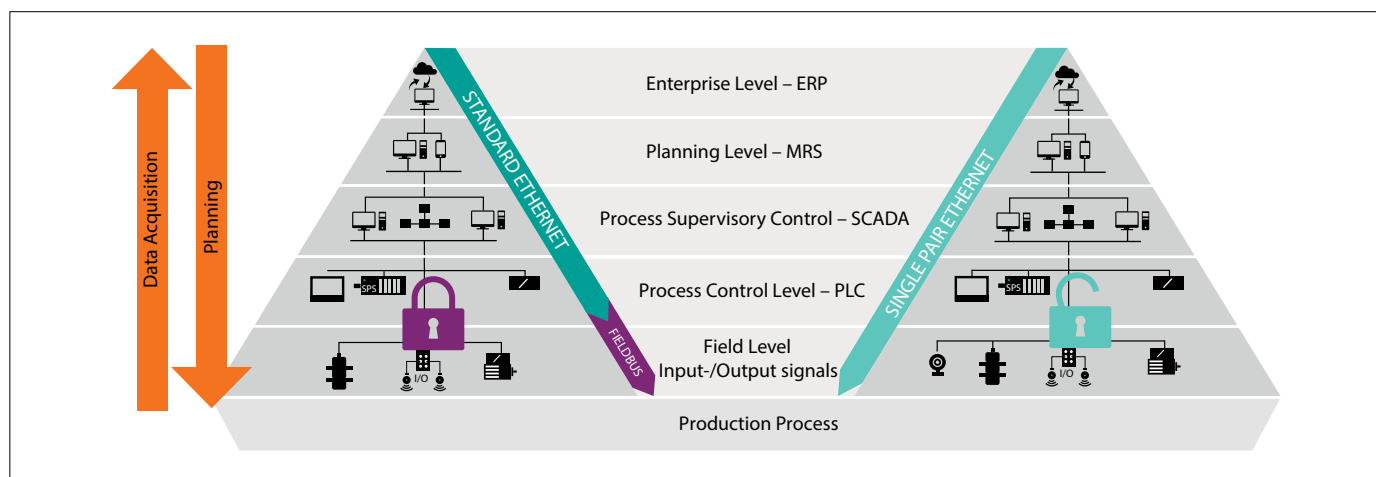 Data Acquisition
Planning
STANDARD ETHERNET
FIELDBUS
Enterprise Level – ERP
Planning Level – MRS
Process Supervisory Control – SCADA
Process Control Level – PLC
Field Level
Input-/Output signals
SINGLE PAIR ETHERNET
SPS
I/O
SPS
I/O
Production Process